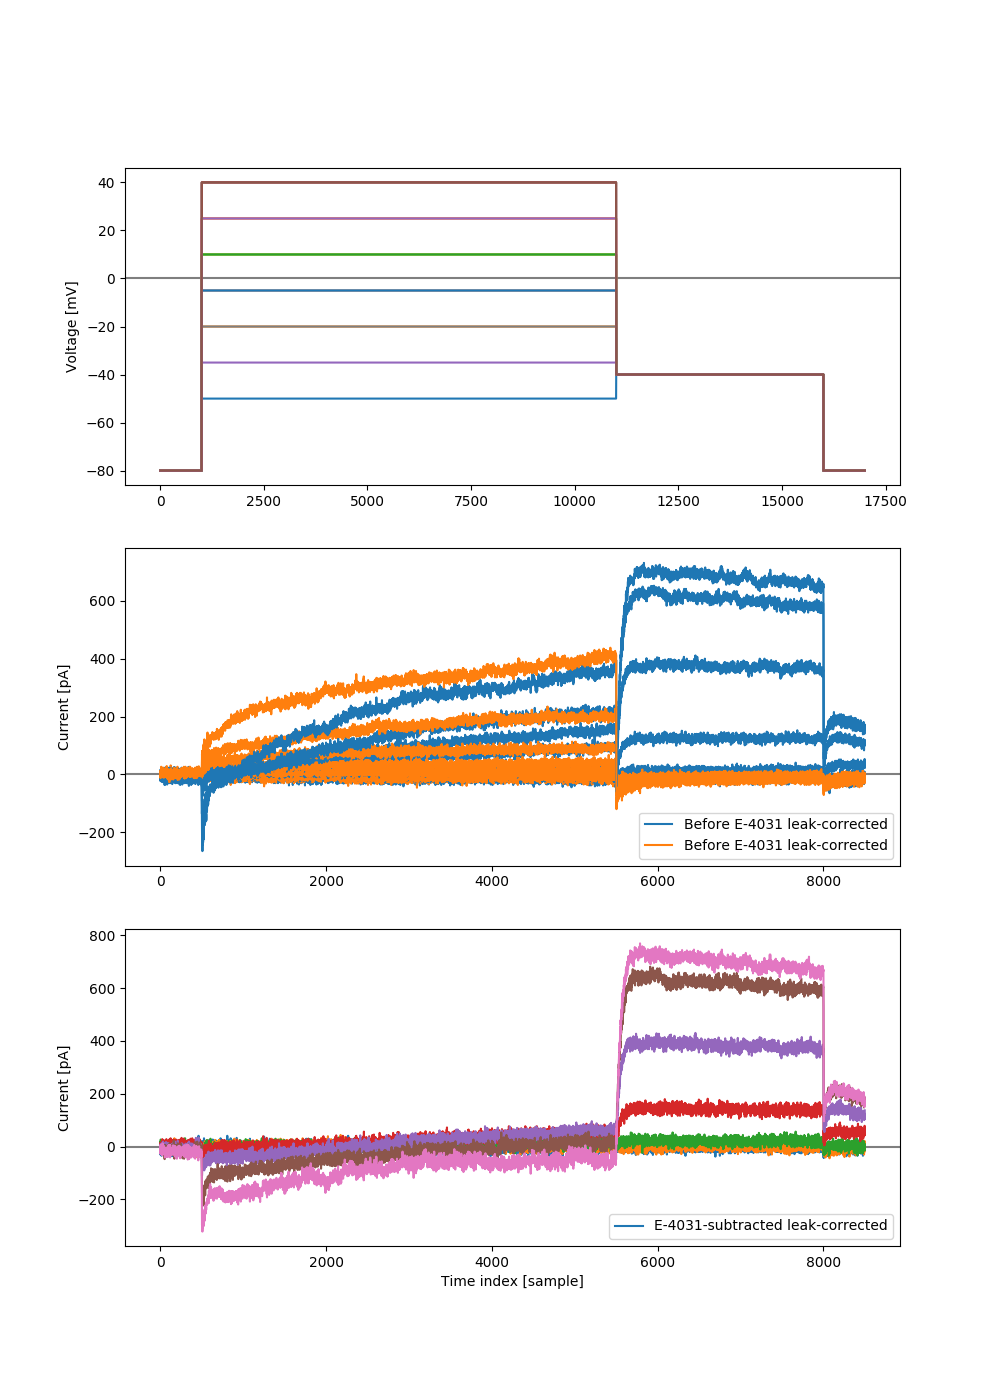 40
20
0
−20
−40
−60
−80
Voltage [mV]
0 2500 5000 7500 10000 12500 15000 17500
600
400
200
0
−200
Current [pA]
Before E-4031 leak-corrected
Before E-4031 leak-corrected
0 2000 4000 6000 8000
800
600
400
200
0
−200
Current [pA]
E-4031-subtracted leak-corrected
0 2000 4000 6000 8000
Time index [sample]